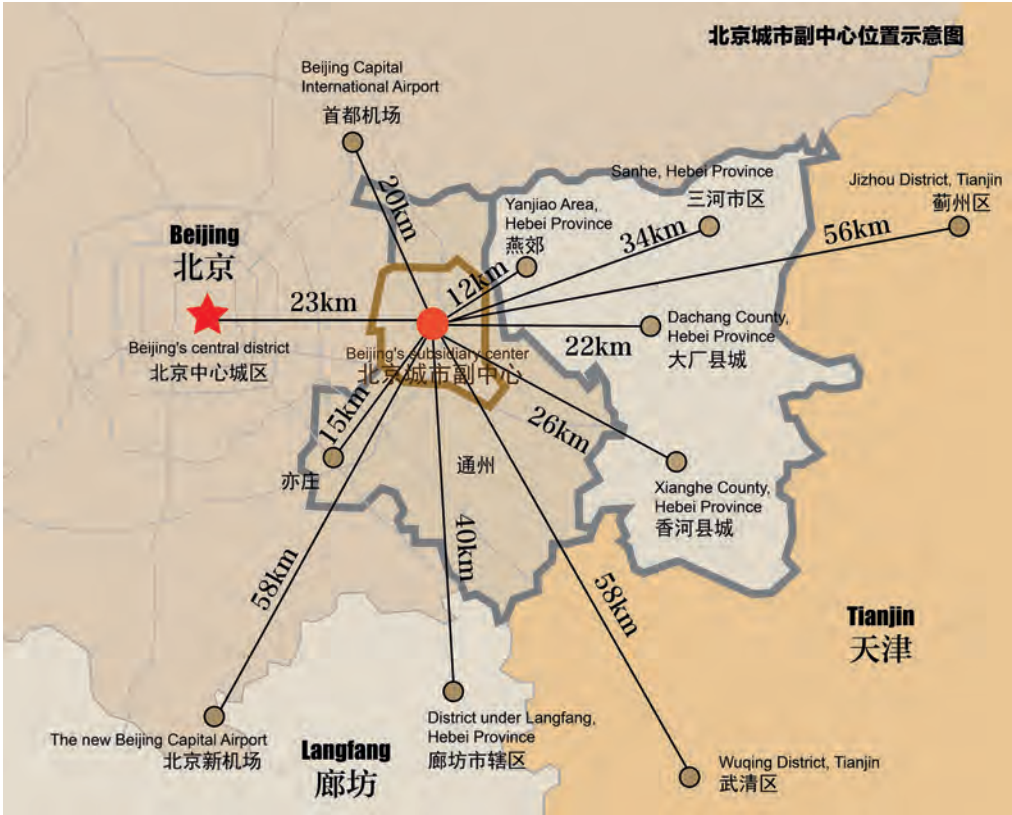 北京城市副中心位置示意图
Beijing Capital
International Airport
首都机场
20km
Sanhe, Hebei Province
三河市区
34km
Jizhou District, Tianjin
蓟州区
56km
Yanjiao Area,
Hebei Province
燕郊
12km
Beijing
北京
23km
Beijing's central district
北京中心城区
Beijing's subsidiary center
北京城市副中心
Dachang County,
Hebei Province
大厂县城
22km
15km
亦庄
通州
26km
Xianghe County,
Hebei Province
香河县城
40km
58km
58km
Tianjin
天津
The new Beijing Capital Airport
北京新机场
Langfang
廊坊
District under Langfang,
Hebei Province
廊坊市辖区
Wuqing District, Tianjin
武清区